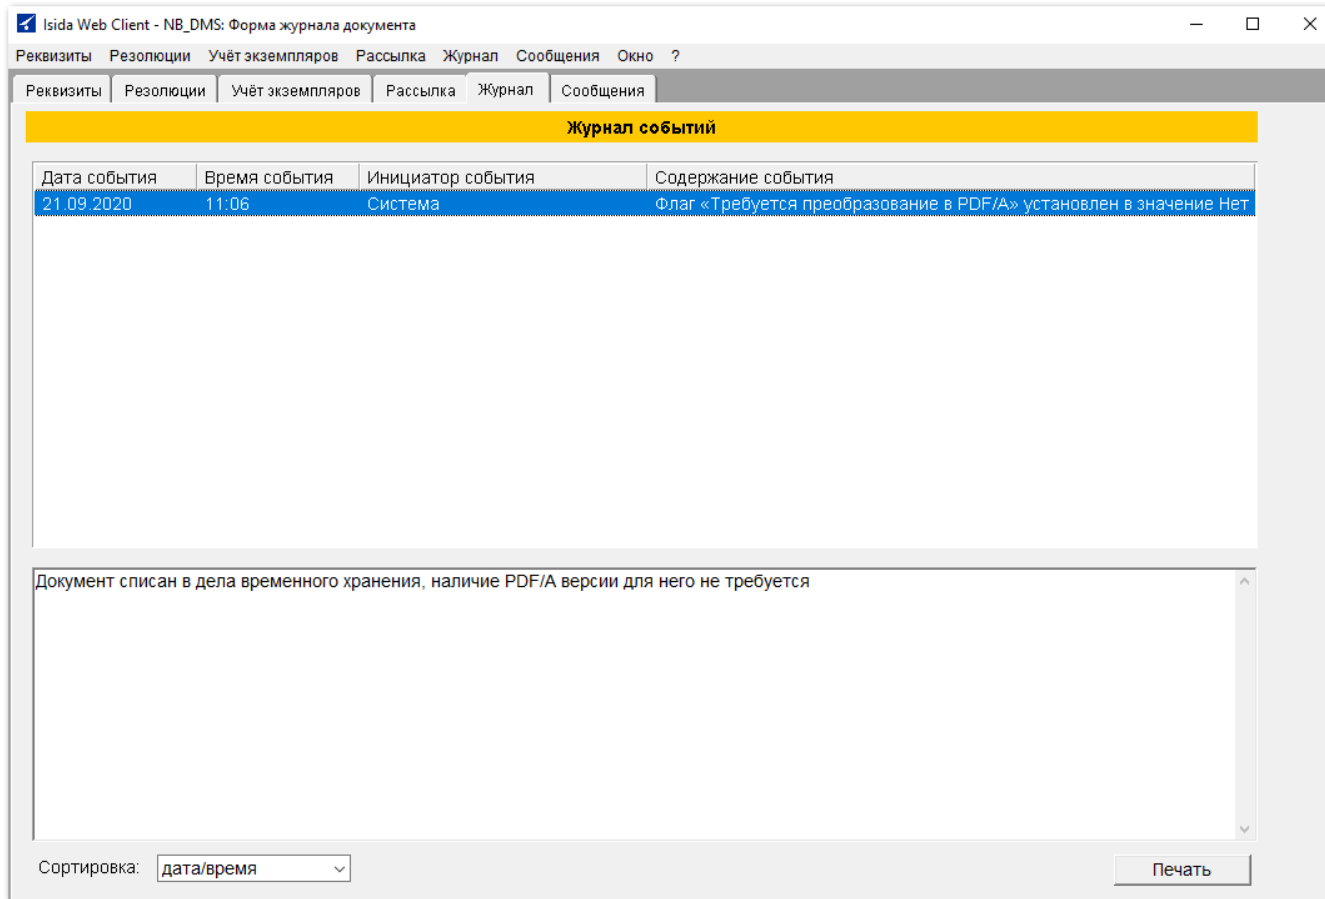 Isida Web Client - NB_DMS: Форма журнала документа
Реквизиты Резолюции Учёт экземпляров Рассылка Журнал Сообщения Окно ?
Реквизиты Резолюции Учёт экземпляров Рассылка Журнал Сообщения
Журнал событий
Дата события Время события Инициатор события Содержание события
21.09.2020 11:06 Система Флаг «Требуется преобразование в PDF/A» установлен в значение Нет
Документ списан в дела временного хранения, наличие PDF/A версии для него не требуется
Сортировка: дата/время Печать